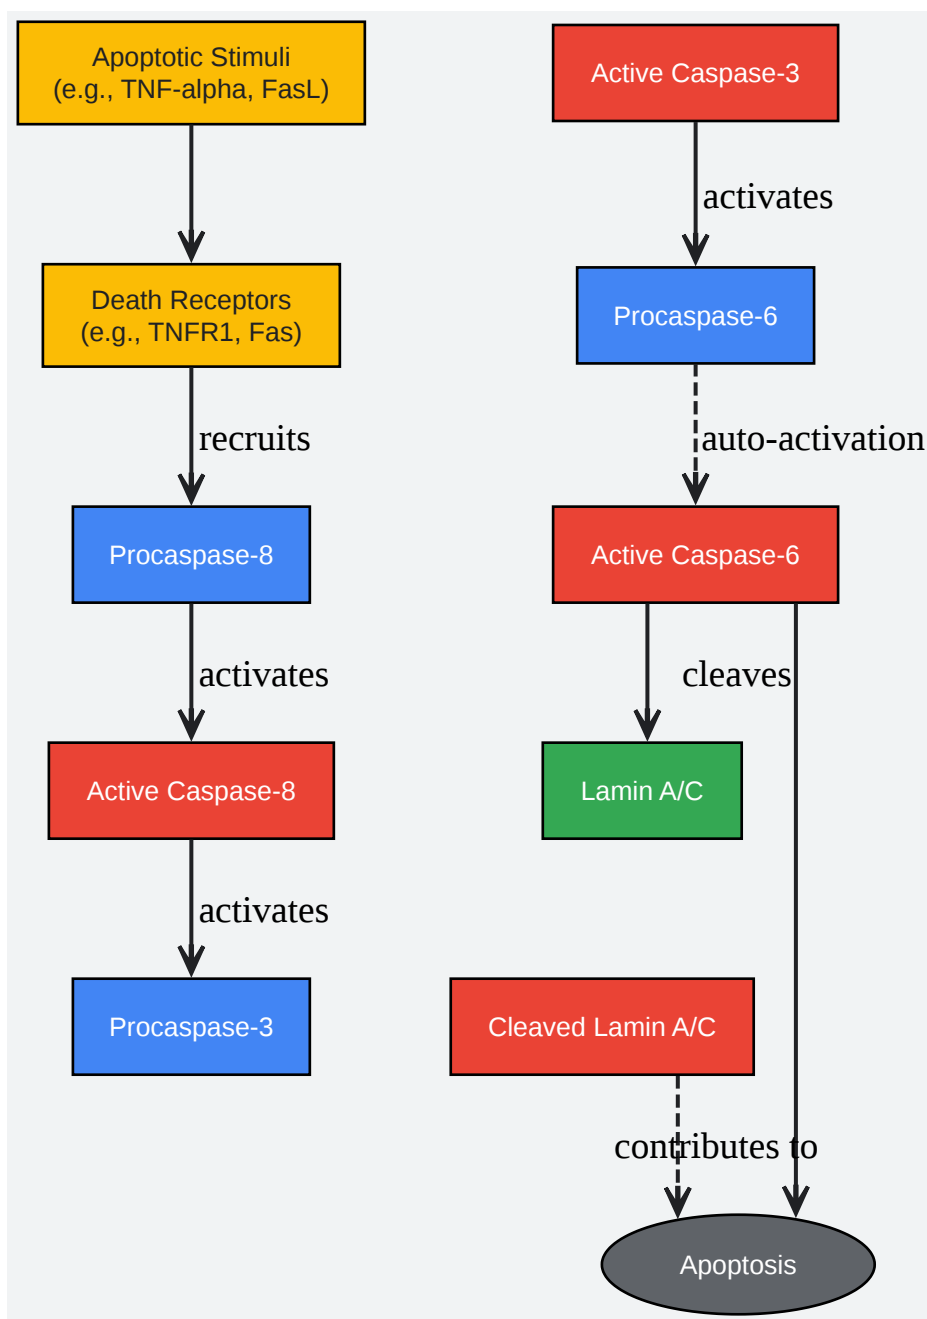 Apoptotic Stimuli
(e.g., TNF-alpha, FasL)
Death Receptors
(e.g., TNFR1, Fas)
recruits
Procaspase-8
activates
Active Caspase-8
activates
Procaspase-3
Active Caspase-3
activates
Procaspase-6
auto-activation
Active Caspase-6
cleaves
Lamin A/C
Cleaved Lamin A/C
contributes to
Apoptosis